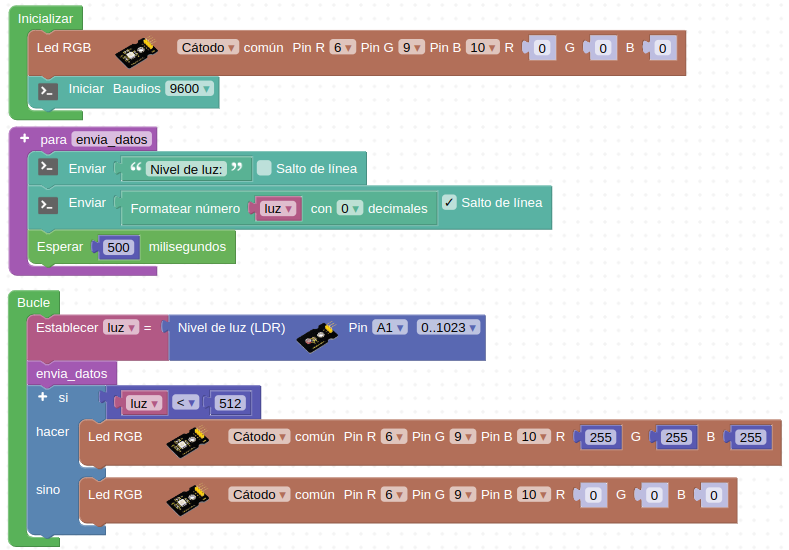 Inicializar
Led RGB Cátodo ▾ común Pin R 6 ▾ Pin G 9 ▾ Pin B 10 ▾ R 0 G 0 B 0
>_ Iniciar Baudios 9600 ▾
+ para envia_datos
>_ Enviar “ Nivel de luz: ” Salto de línea
>_ Enviar Formatear número luz ▾ con 0 ▾ decimales ✓ Salto de línea
Esperar 500 milisegundos
Bucle
Establecer luz ▾ = Nivel de luz (LDR) Pin A1 ▾ 0..1023 ▾
envia_datos
+ si luz ▾ < ▾ 512
hacer Led RGB Cátodo ▾ común Pin R 6 ▾ Pin G 9 ▾ Pin B 10 ▾ R 255 G 255 B 255
sino Led RGB Cátodo ▾ común Pin R 6 ▾ Pin G 9 ▾ Pin B 10 ▾ R 0 G 0 B 0